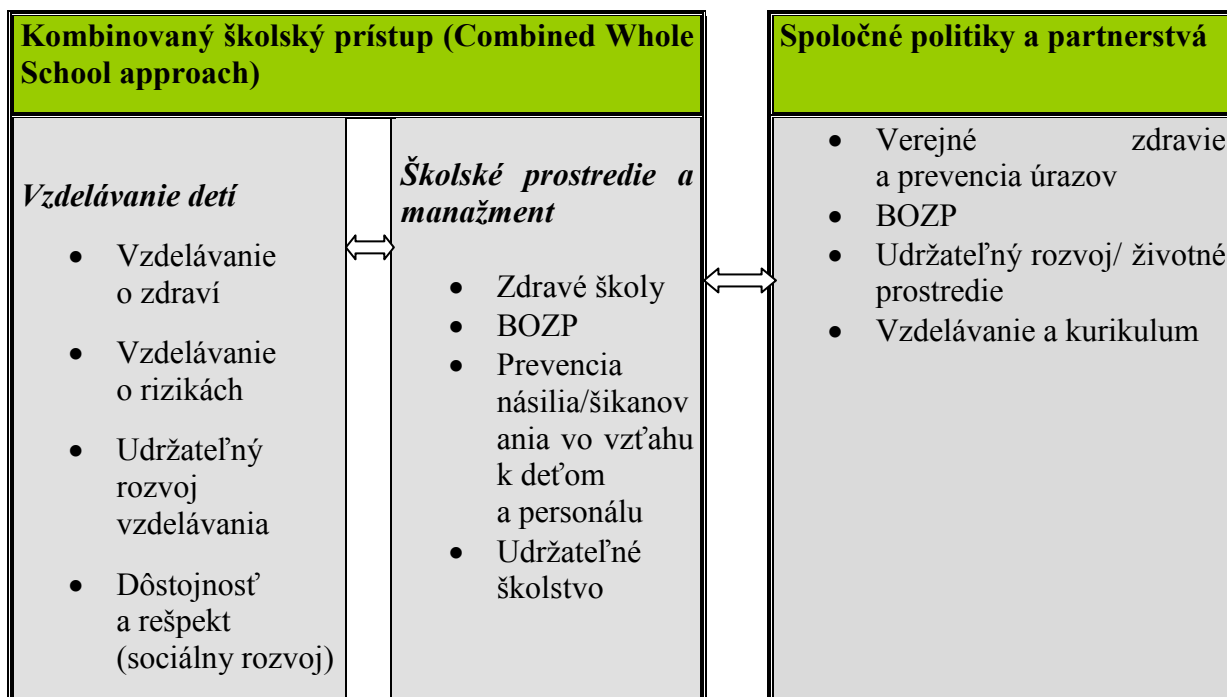 Kombinovaný školský prístup (Combined Whole
School approach)
Vzdelávanie detí
• Vzdelávanie
o zdraví
• Vzdelávanie
o rizikách
• Udržateľný
rozvoj
vzdelávania
• Dôstojnosť
a rešpekt
(sociálny rozvoj)
Školské prostredie a
manažment
• Zdravé školy
• BOZP
• Prevencia
násilia/šikanov
ania vo vzťahu
k deťom
a personálu
• Udržateľné
školstvo
Spoločné politiky a partnerstvá
• Verejné zdravie
a prevencia úrazov
• BOZP
• Udržateľný rozvoj/ životné
prostredie
• Vzdelávanie a kurikulum